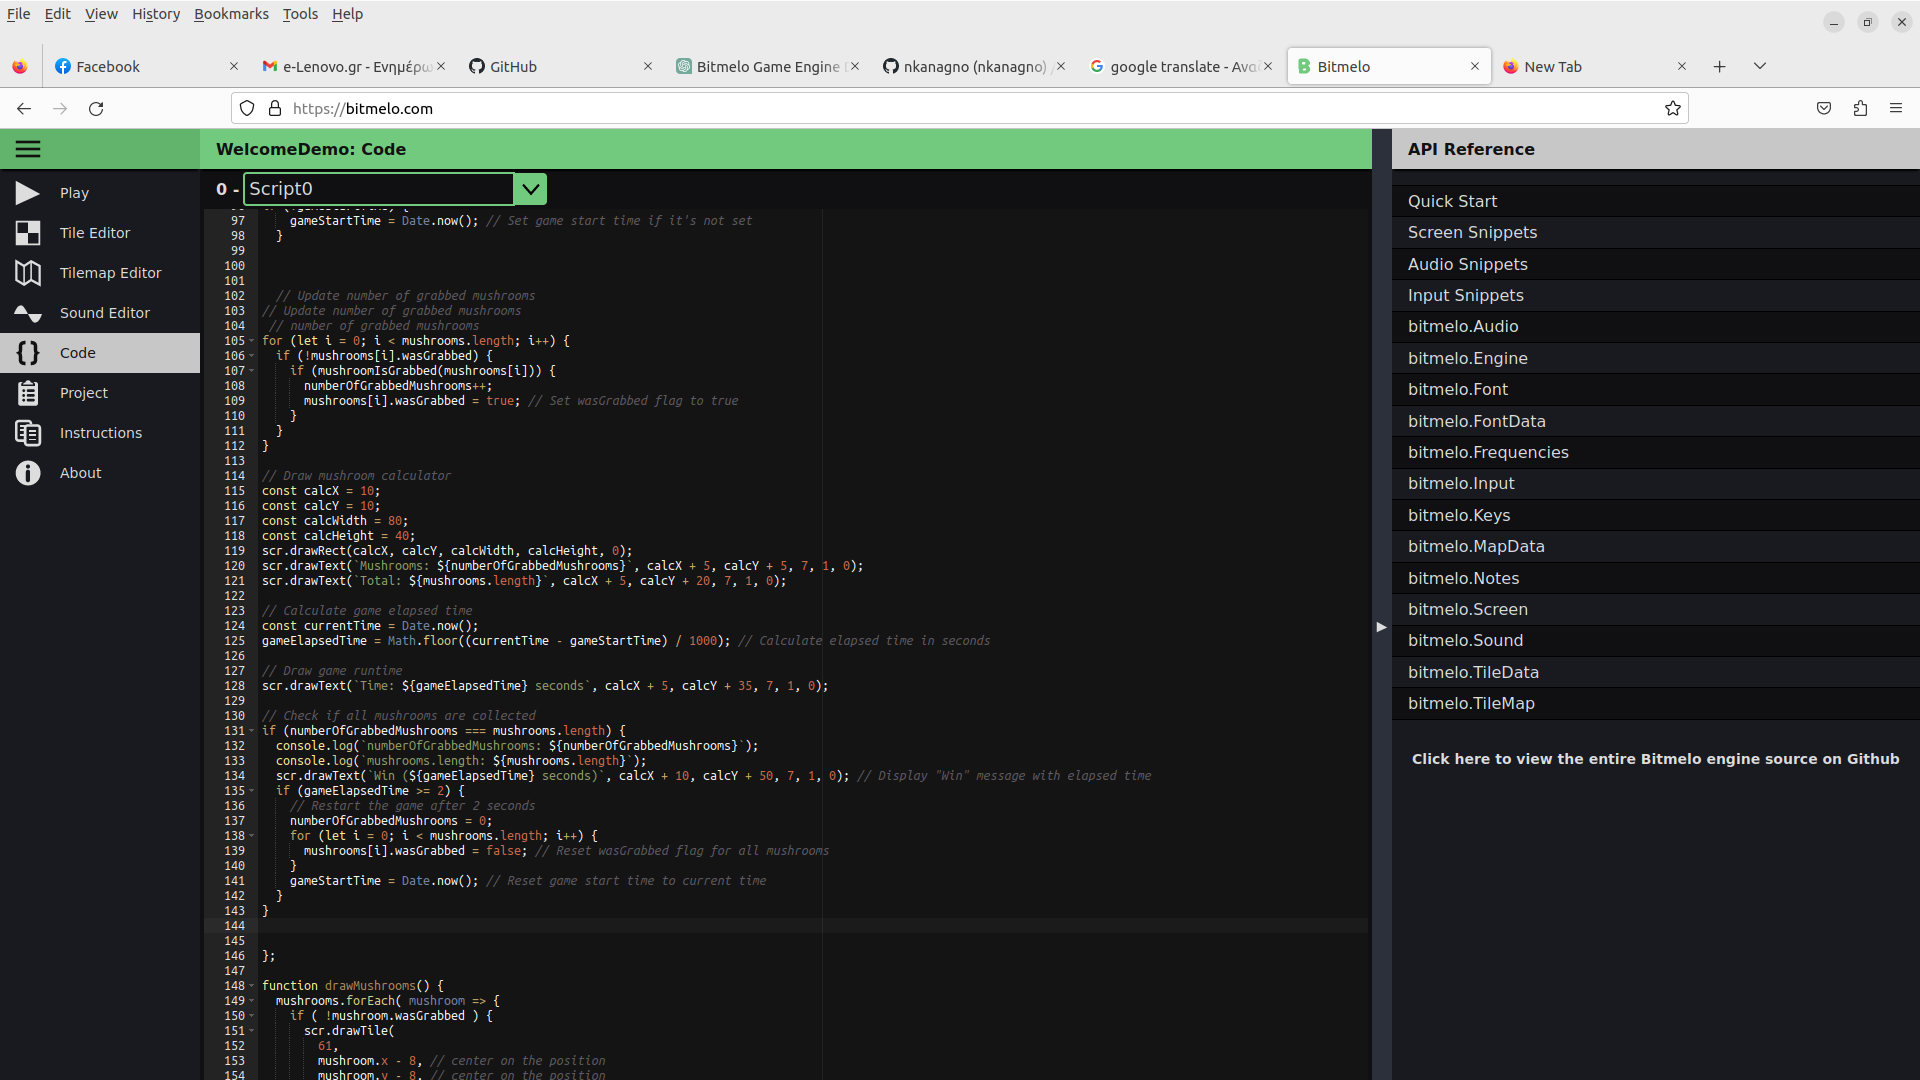 File Edit View History Bookmarks Tools Help
Facebook
e-Lenovo.gr - Ενημέρω
GitHub
Bitmelo Game Engine
nkanagno (nkanagno)
google translate - Ανα
Bitmelo
New Tab
https://bitmelo.com
WelcomeDemo: Code
API Reference
0 - Script0
Play
Tile Editor
Tilemap Editor
Sound Editor
Code
Project
Instructions
About
97 gameStartTime = Date.now(); // Set game start time if it's not set
98 }
99
100
101
102 // Update number of grabbed mushrooms
103 // Update number of grabbed mushrooms
104 // number of grabbed mushrooms
105 for (let i = 0; i < mushrooms.length; i++) {
106 if (!mushrooms[i].wasGrabbed) {
107 if (mushroomIsGrabbed(mushrooms[i])) {
108 numberOfGrabbedMushrooms++;
109 mushrooms[i].wasGrabbed = true; // Set wasGrabbed flag to true
110 }
111 }
112 }
113
114 // Draw mushroom calculator
115 const calcX = 10;
116 const calcY = 10;
117 const calcWidth = 80;
118 const calcHeight = 40;
119 scr.drawRect(calcX, calcY, calcWidth, calcHeight, 0);
120 scr.drawText(`Mushrooms: ${numberOfGrabbedMushrooms}`, calcX + 5, calcY + 5, 7, 1, 0);
121 scr.drawText(`Total: ${mushrooms.length}`, calcX + 5, calcY + 20, 7, 1, 0);
122
123 // Calculate game elapsed time
124 const currentTime = Date.now();
125 gameElapsedTime = Math.floor((currentTime - gameStartTime) / 1000); // Calculate elapsed time in seconds
126
127 // Draw game runtime
128 scr.drawText(`Time: ${gameElapsedTime} seconds`, calcX + 5, calcY + 35, 7, 1, 0);
129
130 // Check if all mushrooms are collected
131 if (numberOfGrabbedMushrooms === mushrooms.length) {
132 console.log(`numberOfGrabbedMushrooms: ${numberOfGrabbedMushrooms}`);
133 console.log(`mushrooms.length: ${mushrooms.length}`);
134 scr.drawText(`Win (${gameElapsedTime} seconds)`, calcX + 10, calcY + 50, 7, 1, 0); // Display "Win" message with elapsed time
135 if (gameElapsedTime >= 2) {
136 // Restart the game after 2 seconds
137 numberOfGrabbedMushrooms = 0;
138 for (let i = 0; i < mushrooms.length; i++) {
139 mushrooms[i].wasGrabbed = false; // Reset wasGrabbed flag for all mushrooms
140 }
141 gameStartTime = Date.now(); // Reset game start time to current time
142 }
143 }
144
145
146 };
147
148 function drawMushrooms() {
149 mushrooms.forEach( mushroom => {
150 if ( !mushroom.wasGrabbed ) {
151 scr.drawTile(
152 61,
153 mushroom.x - 8, // center on the position
154 mushroom.y - 8, // center on the position
Quick Start
Screen Snippets
Audio Snippets
Input Snippets
bitmelo.Audio
bitmelo.Engine
bitmelo.Font
bitmelo.FontData
bitmelo.Frequencies
bitmelo.Input
bitmelo.Keys
bitmelo.MapData
bitmelo.Notes
bitmelo.Screen
bitmelo.Sound
bitmelo.TileData
bitmelo.TileMap
Click here to view the entire Bitmelo engine source on Github